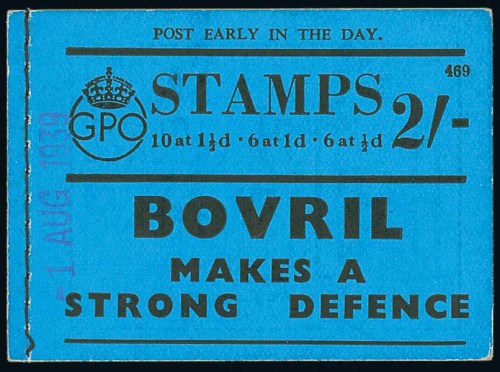 POST EARLY IN THE DAY.
469
GPO
STAMPS 2/-
10 at 1½d · 6 at 1d · 6 at ½d
BOVRIL
MAKES A
STRONG DEFENCE
-1 AUG 1939